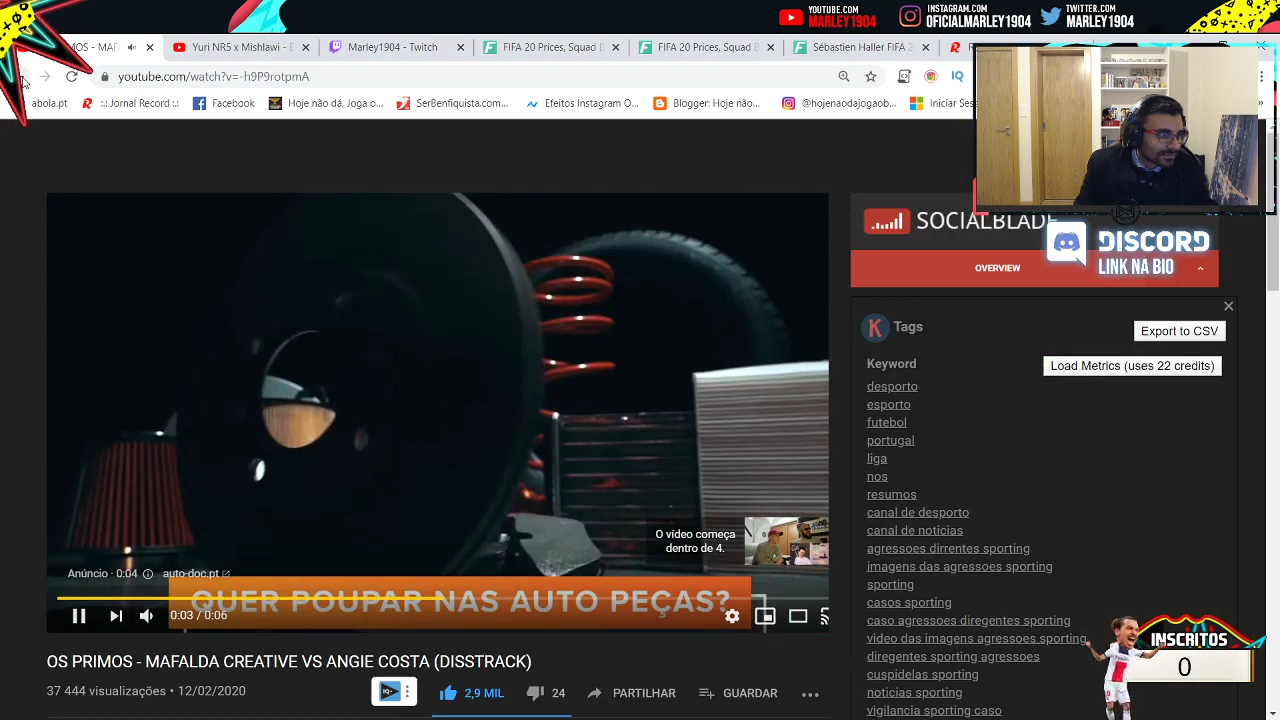 YOUTUBE.COM/
MARLEY1904
INSTAGRAM.COM/
OFICIALMARLEY1904
TWITTER.COM/
MARLEY1904
Yuri NR5 x Mishlawi - E
Marley1904 - Twitch
FIFA 20 Prices, Squad B
FIFA 20 Prices, Squad B
Sébastien Haller FIFA 2
youtube.com/watch?v=-h9P9rotpmA
IQ
abola.pt
:: Jornal Record ::
Facebook
Hoje não dá, Joga o...
SerBenfiquista.com...
Efeitos Instagram O...
Blogger: Hoje não...
@hojenaodajogaob...
Iniciar Ses
SOCIALBLADE
DISCORD
LINK NA BIO
OVERVIEW
K Tags
Export to CSV
Keyword
Load Metrics (uses 22 credits)
desporto
esporto
futebol
portugal
liga
nos
resumos
canal de desporto
canal de noticias
agressoes dirrentes sporting
imagens das agressoes sporting
sporting
casos sporting
caso agressoes diregentes sporting
video das imagens agressoes sporting
diregentes sporting agressoes
cuspidelas sporting
noticias sporting
vigilancia sporting caso
O vídeo começa
dentro de 4.
Anúncio · 0:04
auto-doc.pt
QUER POUPAR NAS AUTO PEÇAS?
0:03 / 0:06
OS PRIMOS - MAFALDA CREATIVE VS ANGIE COSTA (DISSTRACK)
37 444 visualizações • 12/02/2020
IQ
2,9 MIL
24
PARTILHAR
GUARDAR
INSCRITOS
0